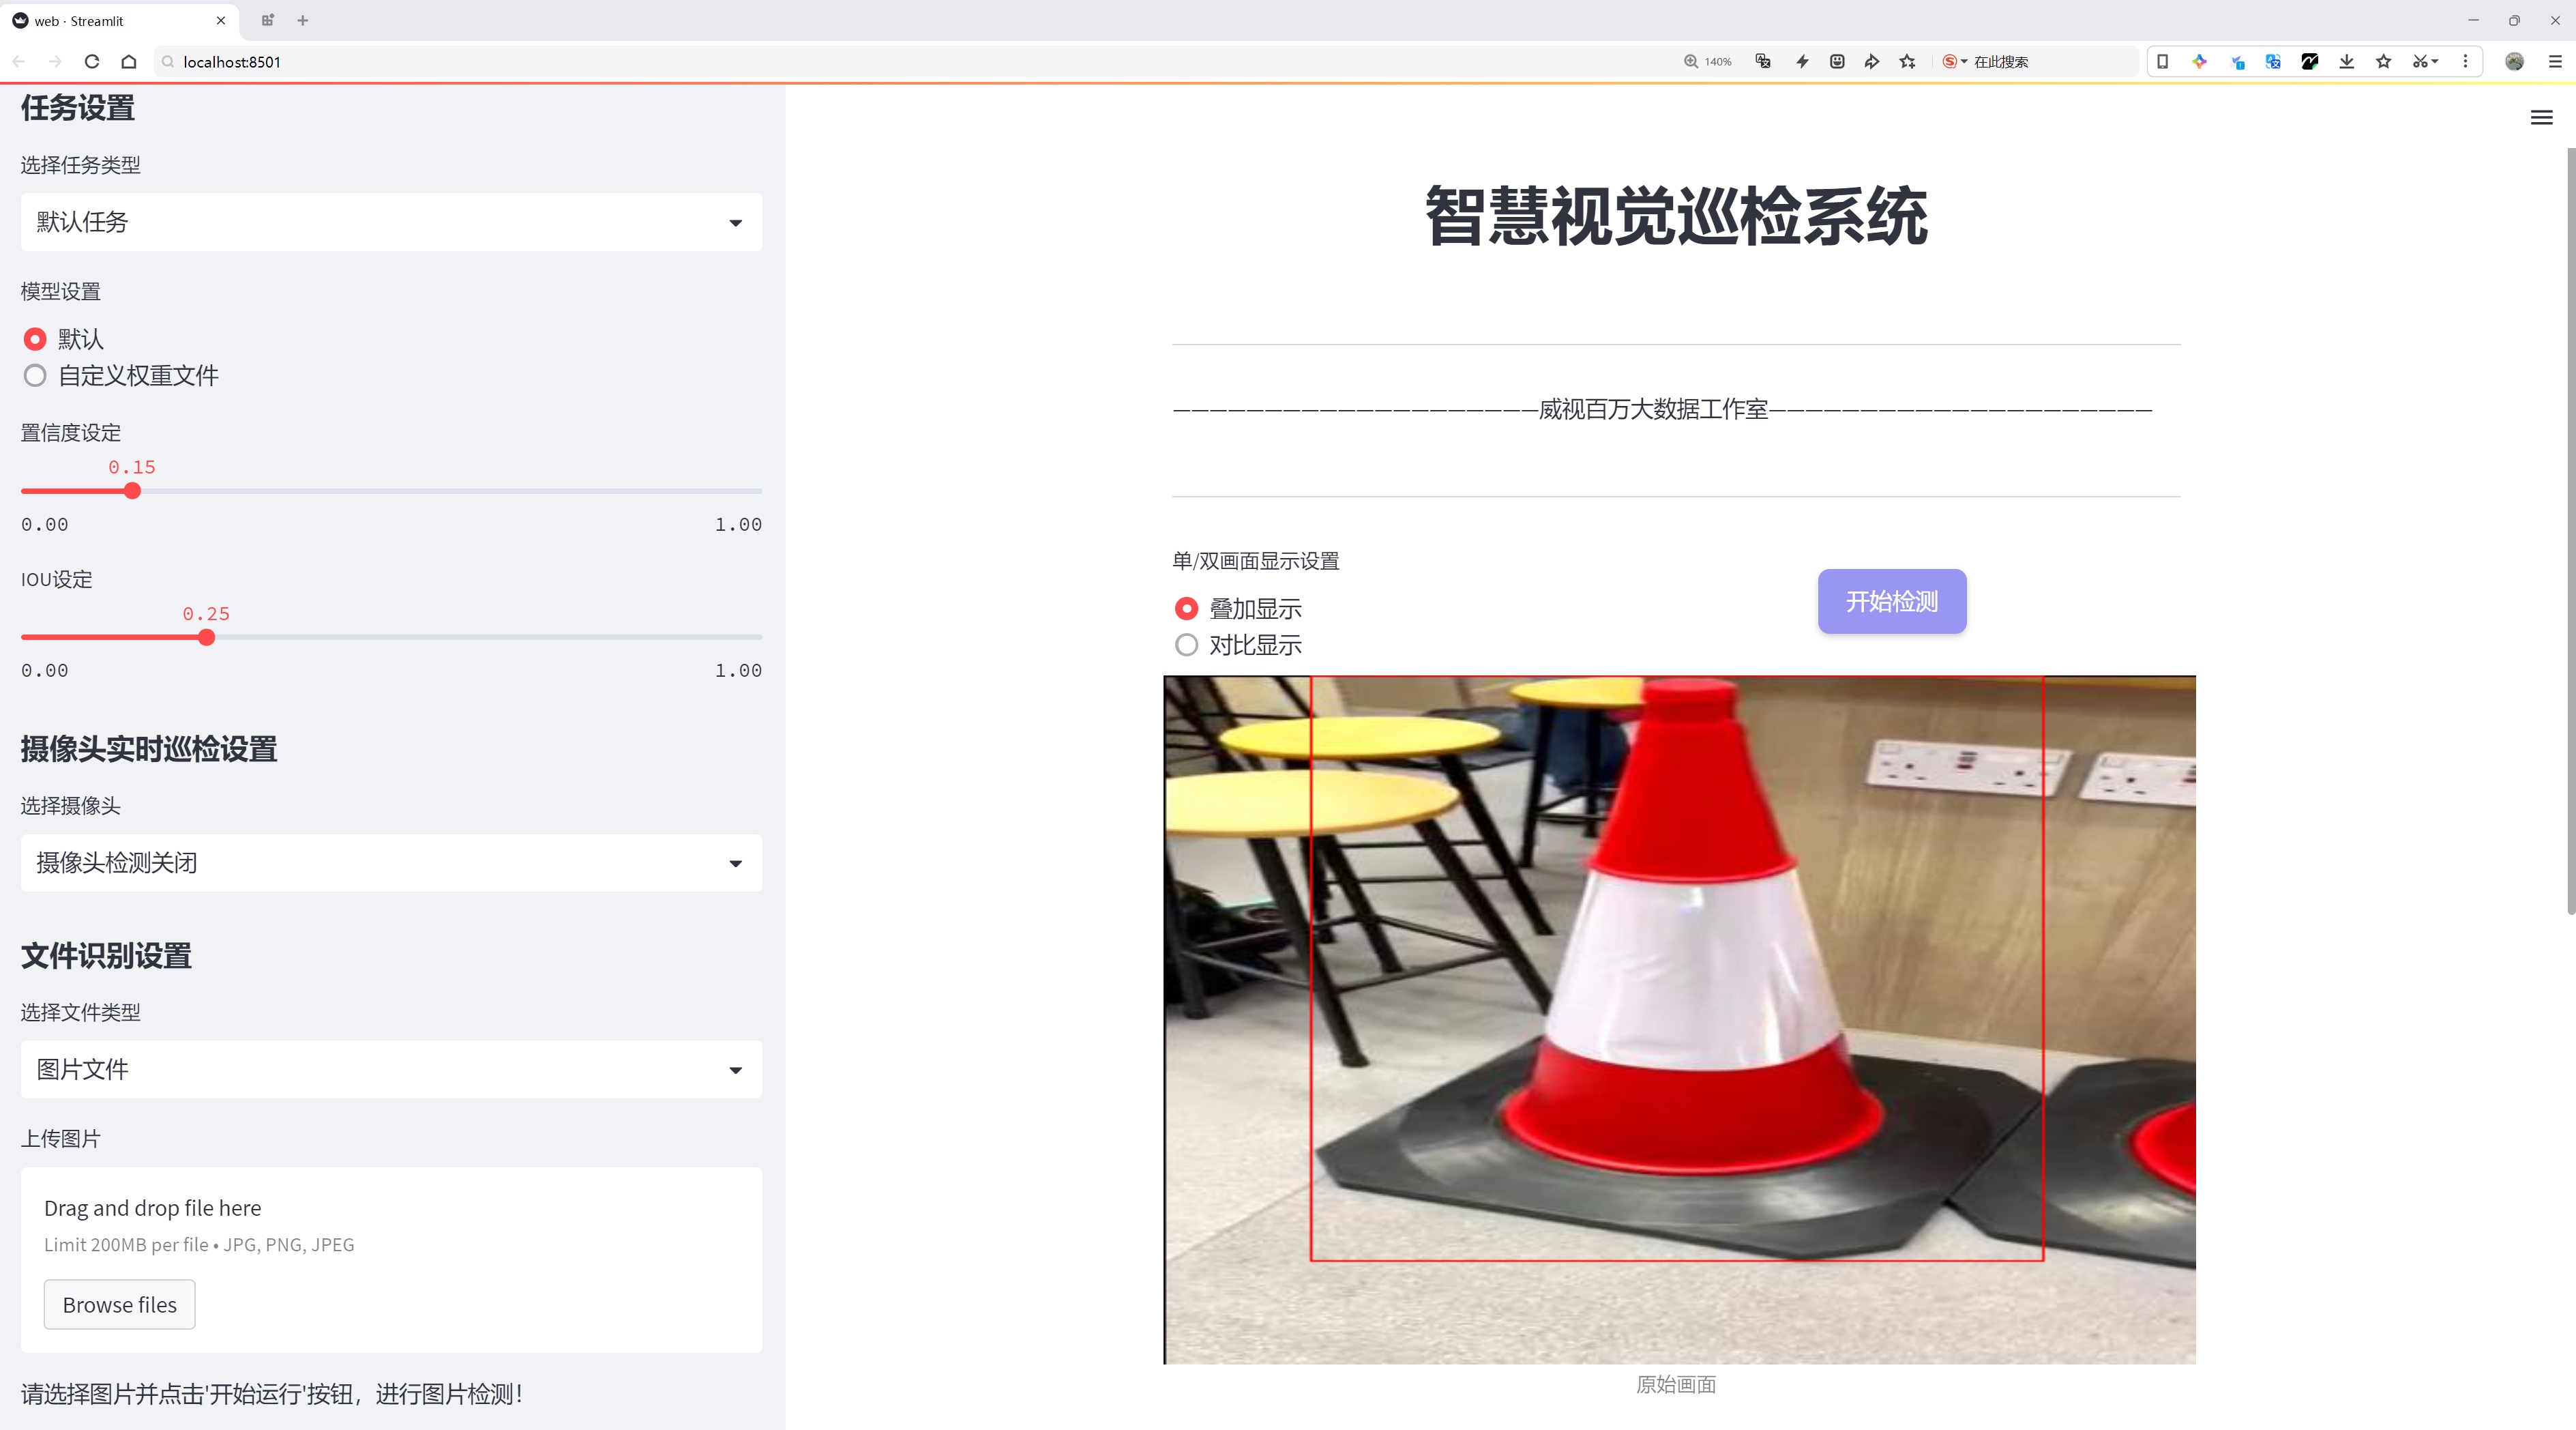 web · Streamlit
localhost:8501
140%
在此搜索
任务设置
选择任务类型
默认任务
模型设置
默认
自定义权重文件
置信度设定
0.15
0.00
1.00
IOU设定
0.25
0.00
1.00
摄像头实时巡检设置
选择摄像头
摄像头检测关闭
文件识别设置
选择文件类型
图片文件
上传图片
Drag and drop file here
Limit 200MB per file • JPG, PNG, JPEG
Browse files
请选择图片并点击'开始运行'按钮，进行图片检测！
智慧视觉巡检系统
————————————————————威视百万大数据工作室—————————————————————
单/双画面显示设置
叠加显示
对比显示
开始检测
原始画面